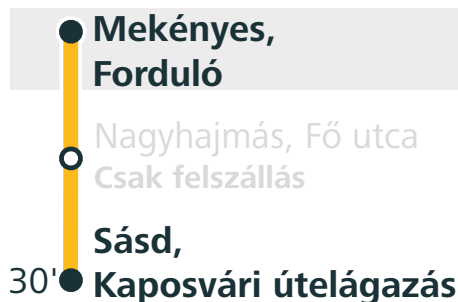 Mekényes,
Forduló
Nagyhajmás, Fő utca
Csak felszállás
Sásd,
30' Kaposvári útelágazás